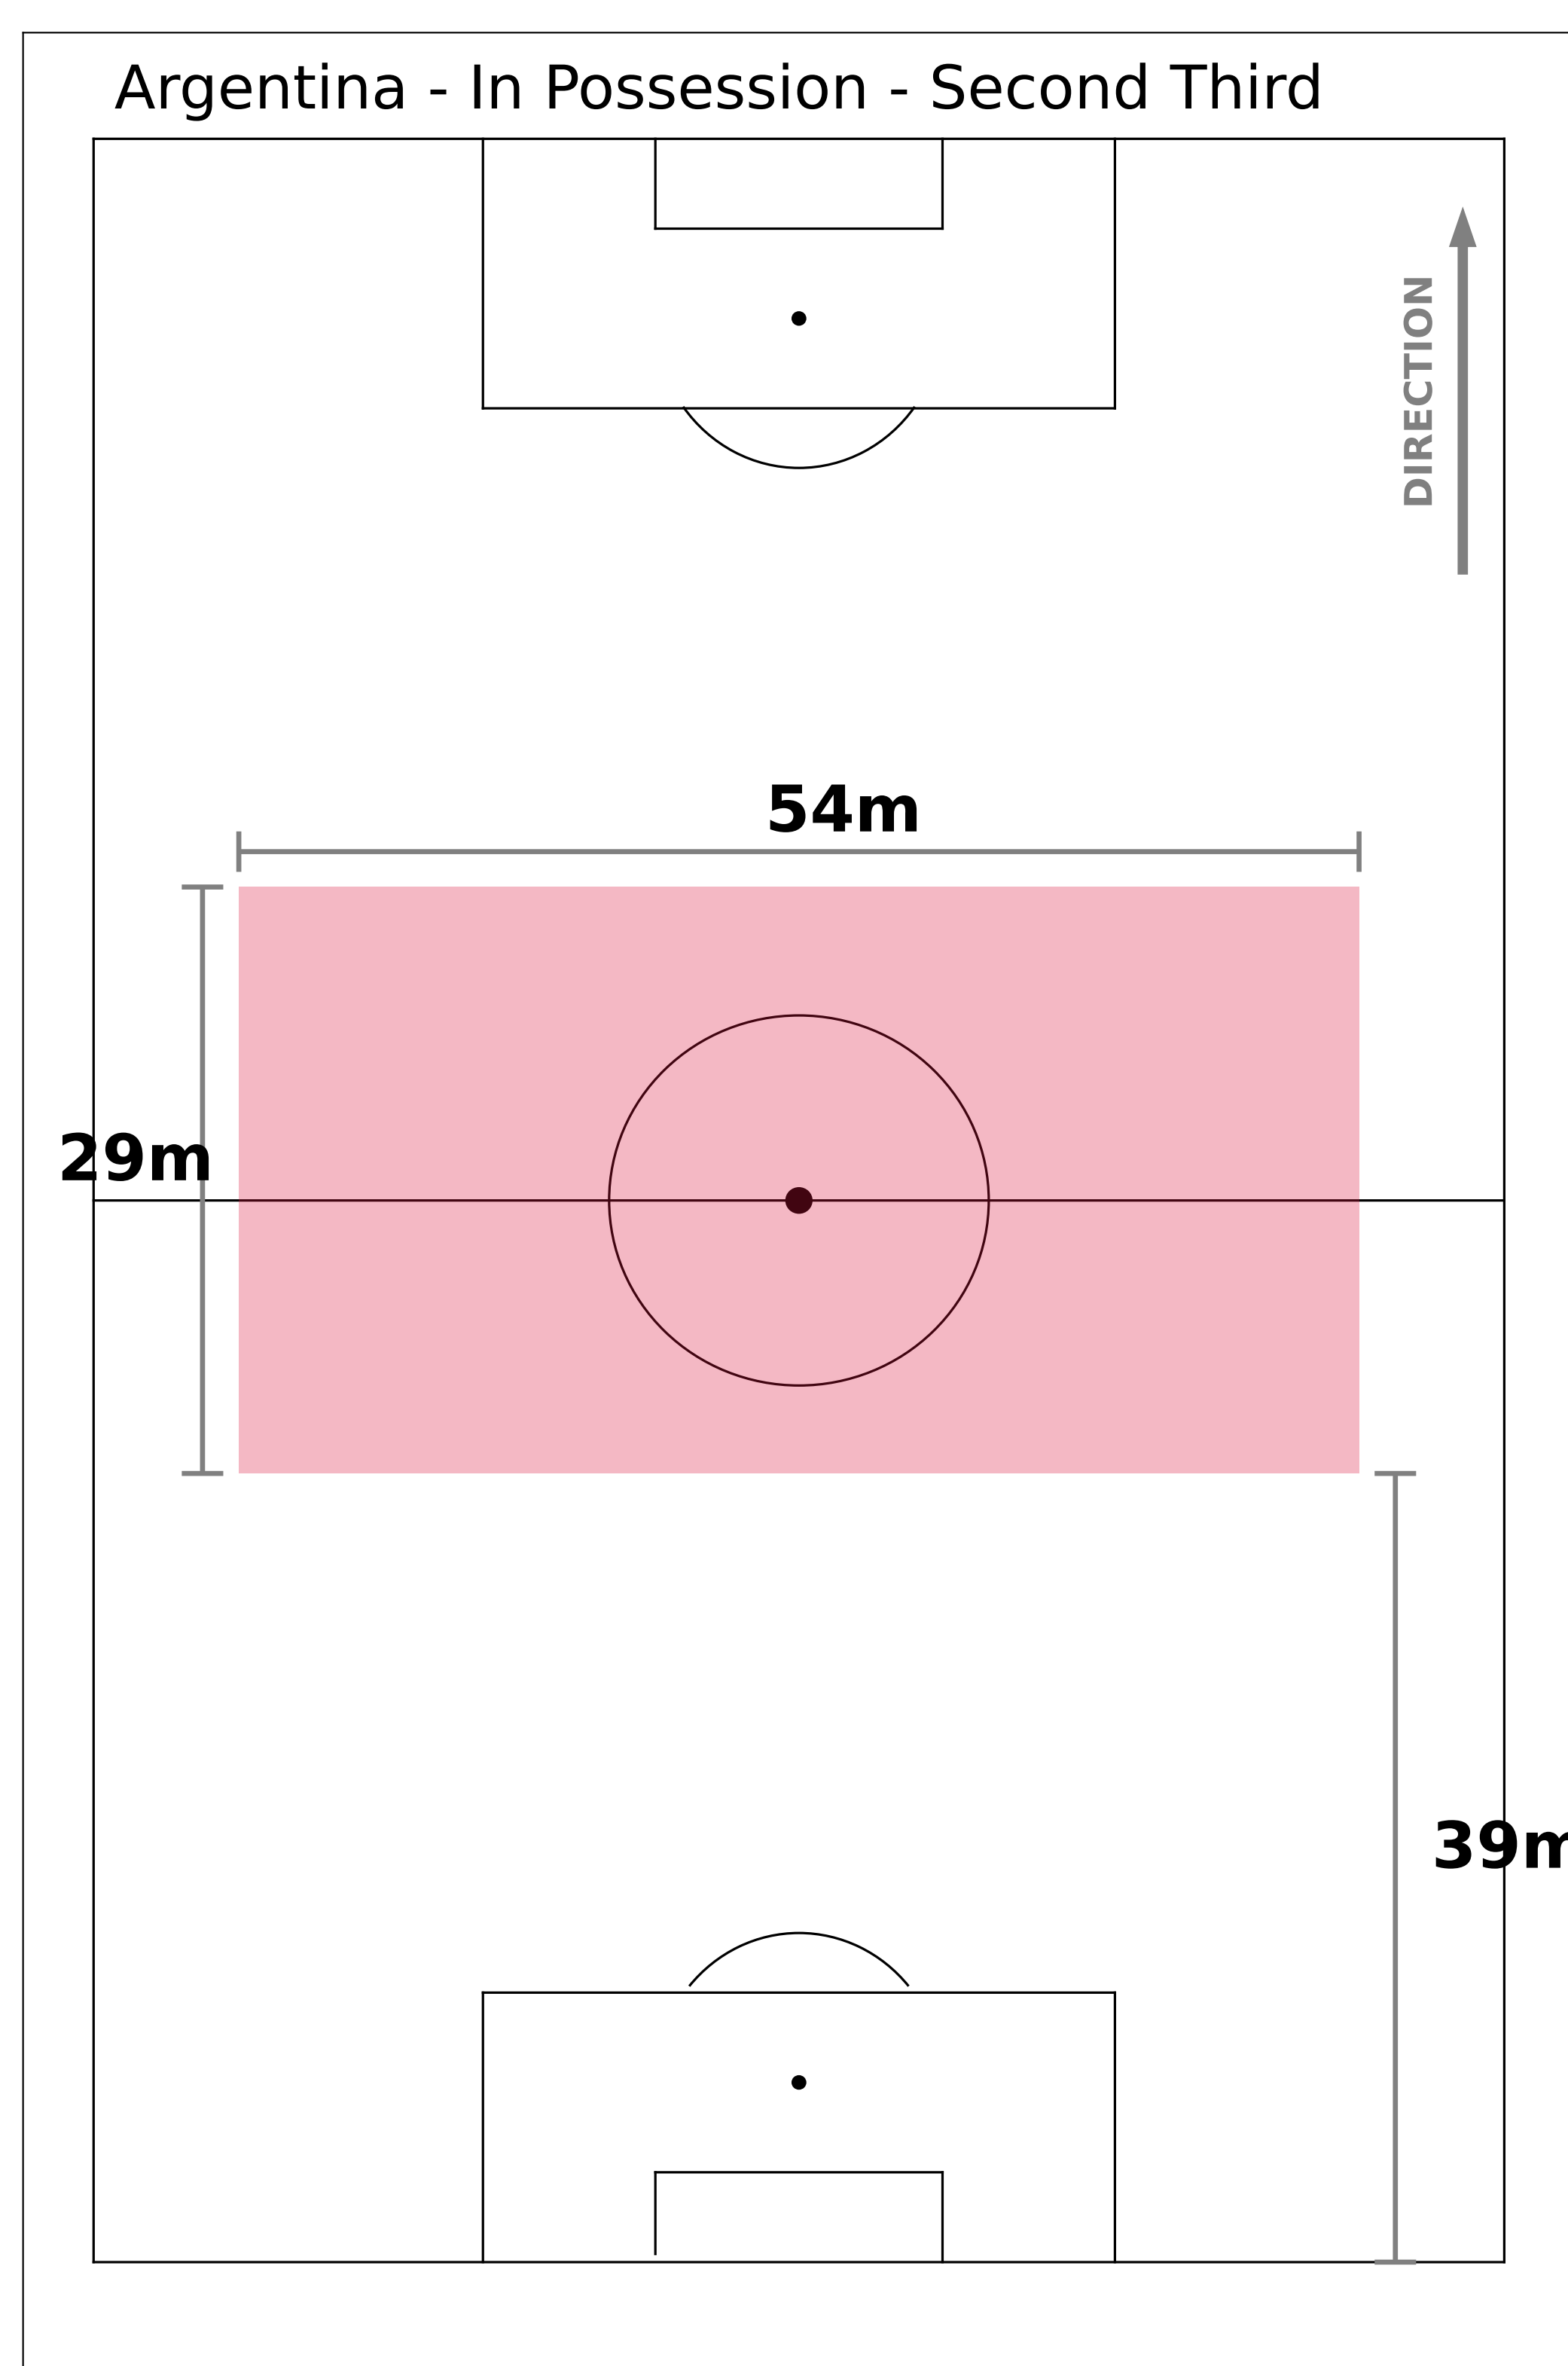 Argentina - In Possession - Second Third
DIRECTION
54m
29m
39m